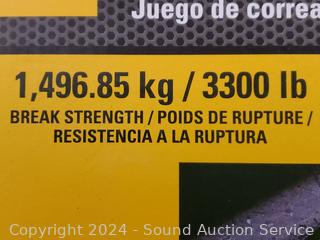 Juego de correa
1,496.85 kg / 3300 lb
BREAK STRENGTH / POIDS DE RUPTURE /
RESISTENCIA A LA RUPTURA
Copyright 2024 - Sound Auction Service